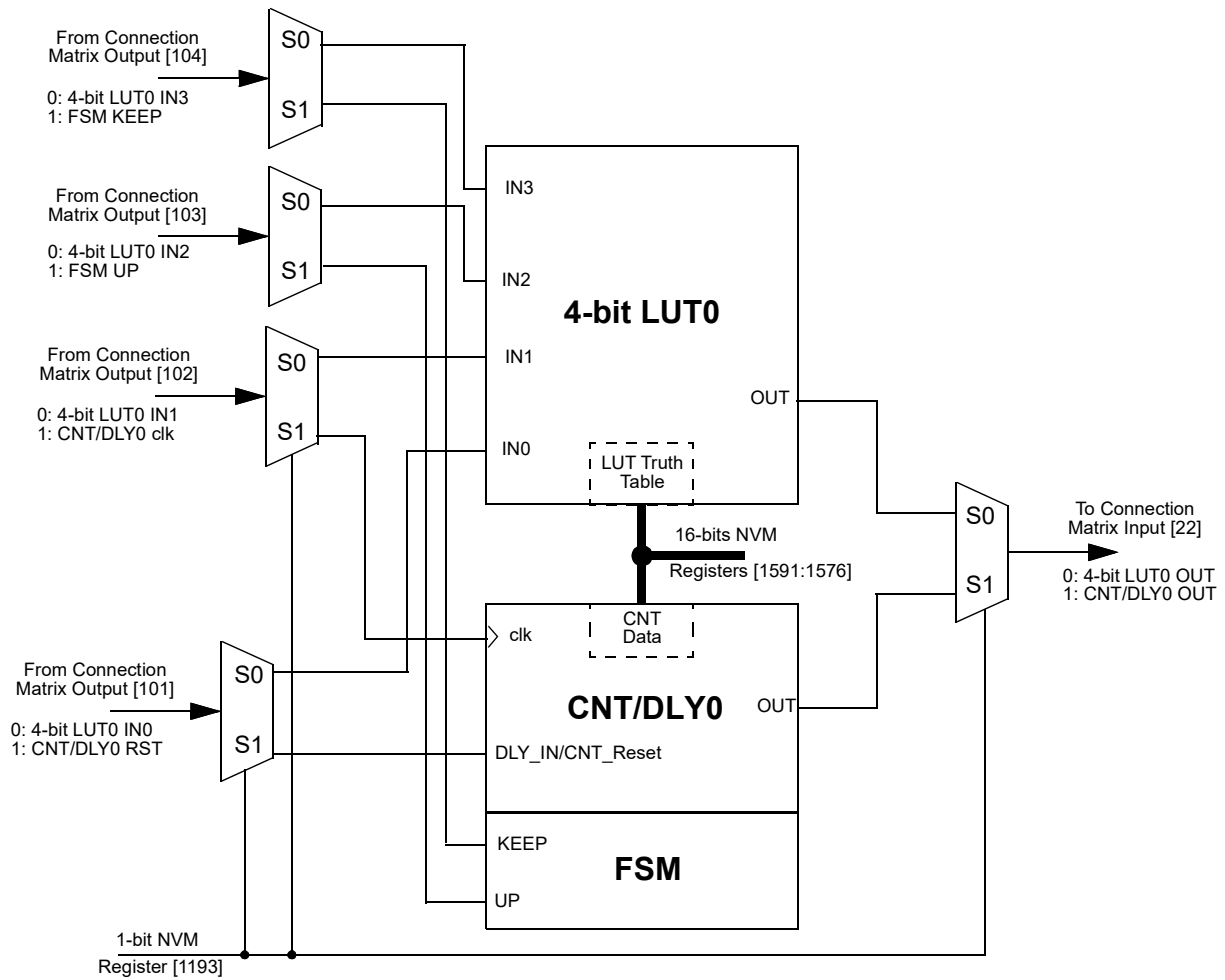 From Connection
Matrix Output [104]
0: 4-bit LUT0 IN3
1: FSM KEEP
S0
S1
From Connection
Matrix Output [103]
0: 4-bit LUT0 IN2
1: FSM UP
S0
S1
From Connection
Matrix Output [102]
0: 4-bit LUT0 IN1
1: CNT/DLY0 clk
S0
S1
From Connection
Matrix Output [101]
0: 4-bit LUT0 IN0
1: CNT/DLY0 RST
S0
S1
IN3
IN2
4-bit LUT0
IN1
OUT
IN0
LUT Truth
Table
16-bits NVM
Registers [1591:1576]
CNT
Data
clk
CNT/DLY0
OUT
DLY_IN/CNT_Reset
KEEP
FSM
UP
S0
S1
To Connection
Matrix Input [22]
0: 4-bit LUT0 OUT
1: CNT/DLY0 OUT
1-bit NVM
Register [1193]